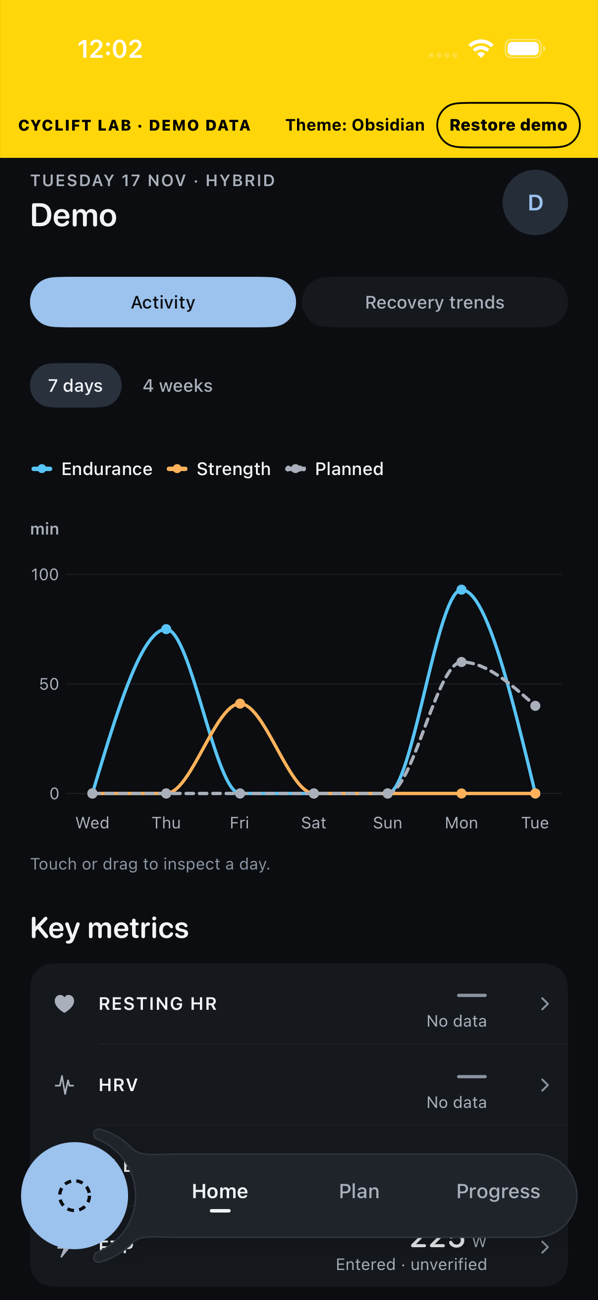 12:02
CYCLIFT LAB · DEMO DATA Theme: Obsidian Restore demo
TUESDAY 17 NOV · HYBRID
Demo
D
Activity Recovery trends
7 days 4 weeks
Endurance Strength Planned
min
100
50
0
Wed Thu Fri Sat Sun Mon Tue
Touch or drag to inspect a day.
Key metrics
RESTING HR
No data
HRV
No data
Home Plan Progress
225 W
Entered · unverified